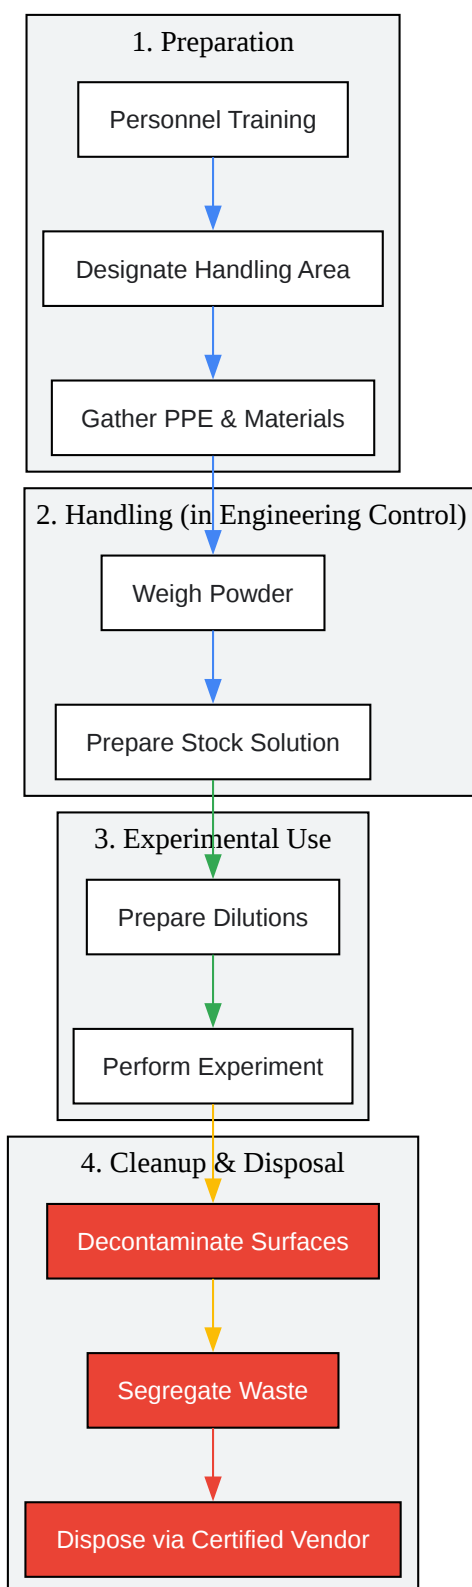 1. Preparation
Personnel Training
Designate Handling Area
Gather PPE & Materials
2. Handling (in Engineering Control)
Weigh Powder
Prepare Stock Solution
3. Experimental Use
Prepare Dilutions
Perform Experiment
4. Cleanup & Disposal
Decontaminate Surfaces
Segregate Waste
Dispose via Certified Vendor